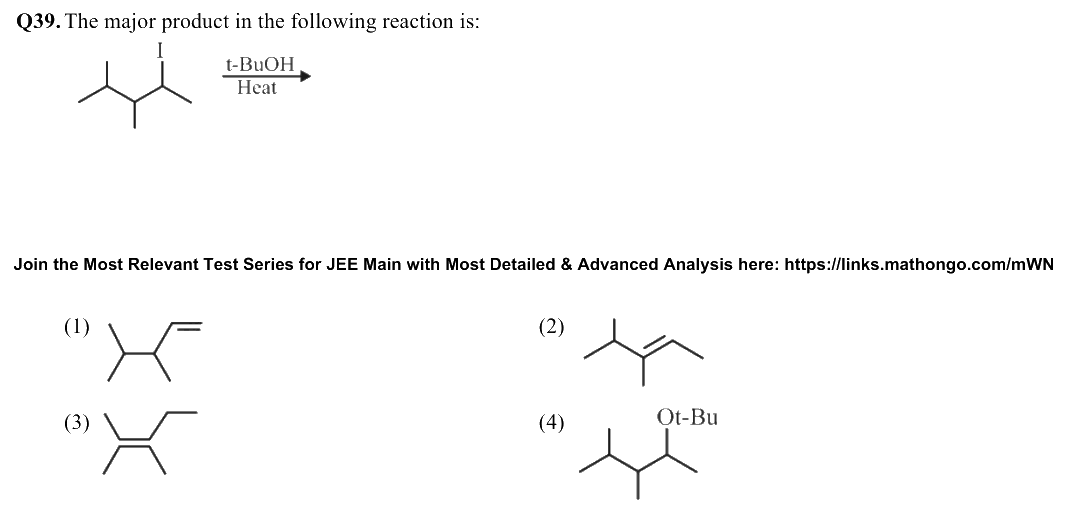 Q39. The major product in the following reaction is:
I
t-BuOH
Heat
Join the Most Relevant Test Series for JEE Main with Most Detailed & Advanced Analysis here: https://links.mathongo.com/mWN
(1)
(2)
(3)
(4)
Ot-Bu